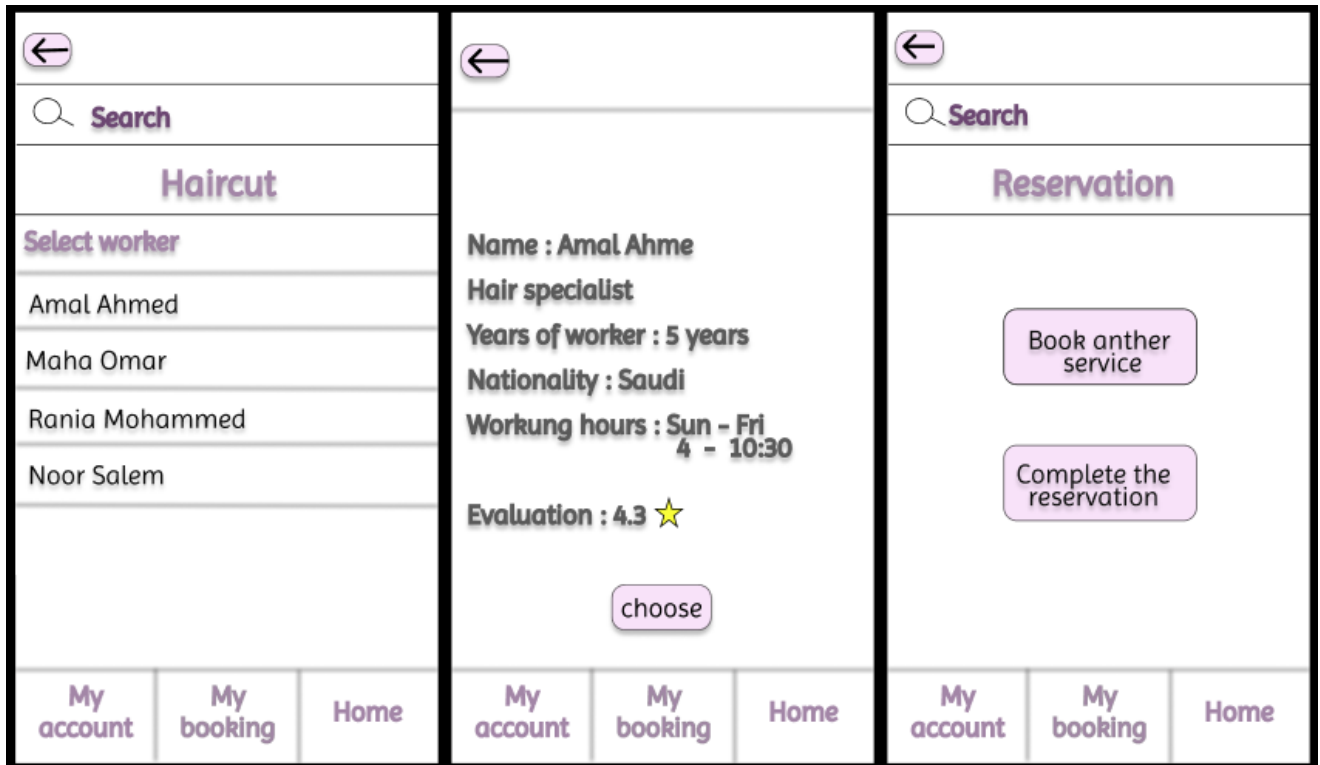 Search
Haircut
Select worker
Amal Ahmed
Maha Omar
Rania Mohammed
Noor Salem
My
account
My
booking
Home
Name : Amal Ahme
Hair specialist
Years of worker : 5 years
Nationality : Saudi
Workung hours : Sun - Fri
4 - 10:30
Evaluation : 4.3
choose
My
account
My
booking
Home
Search
Reservation
Book anther
service
Complete the
reservation
My
account
My
booking
Home